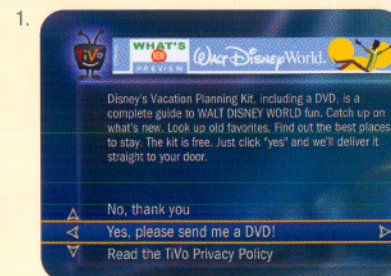 1.
WHAT'S
NEW
PREVIEW
WALT DISNEY World.
TiVo
Disney's Vacation Planning Kit, including a DVD, is a
complete guide to WALT DISNEY WORLD fun. Catch up on
what's new. Look up old favorites. Find out the best places
to stay. The kit is free. Just click "yes" and we'll deliver it
straight to your door.
No, thank you
Yes, please send me a DVD!
Read the TiVo Privacy Policy